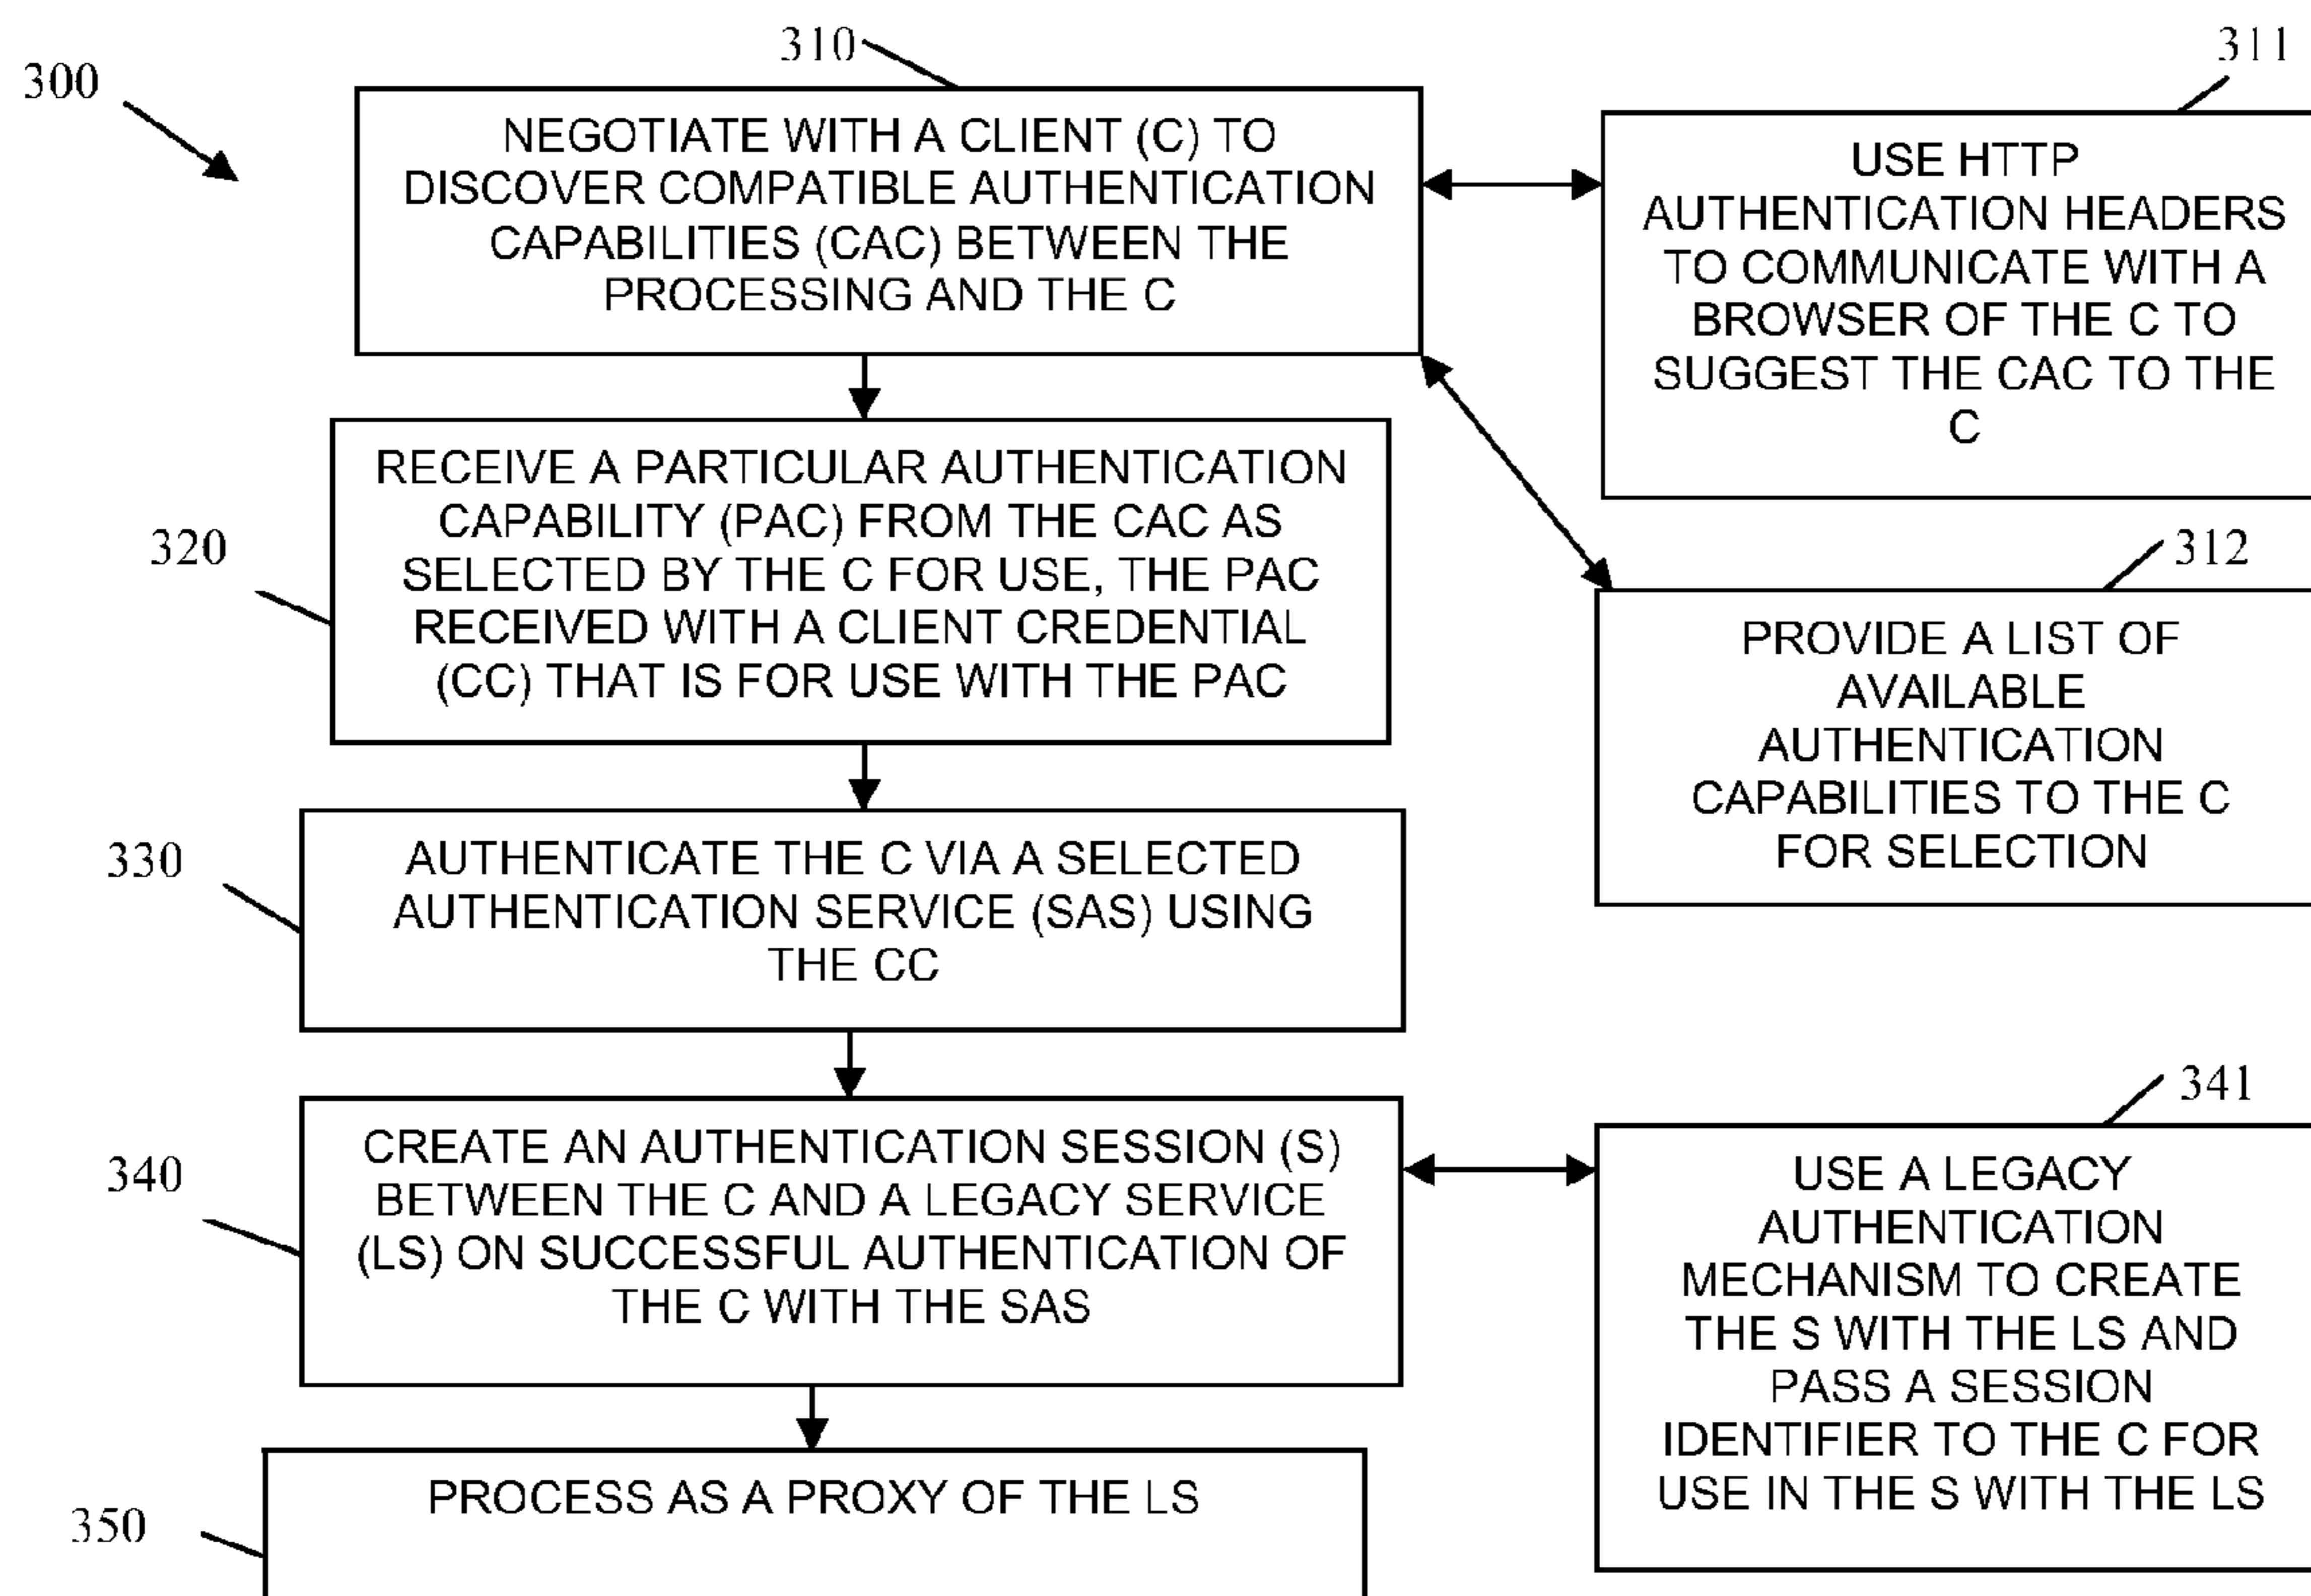 300
310
NEGOTIATE WITH A CLIENT (C) TO
DISCOVER COMPATIBLE AUTHENTICATION
CAPABILITIES (CAC) BETWEEN THE
PROCESSING AND THE C
311
USE HTTP
AUTHENTICATION HEADERS
TO COMMUNICATE WITH A
BROWSER OF THE C TO
SUGGEST THE CAC TO THE
C
312
PROVIDE A LIST OF
AVAILABLE
AUTHENTICATION
CAPABILITIES TO THE C
FOR SELECTION
320
RECEIVE A PARTICULAR AUTHENTICATION
CAPABILITY (PAC) FROM THE CAC AS
SELECTED BY THE C FOR USE, THE PAC
RECEIVED WITH A CLIENT CREDENTIAL
(CC) THAT IS FOR USE WITH THE PAC
330
AUTHENTICATE THE C VIA A SELECTED
AUTHENTICATION SERVICE (SAS) USING
THE CC
340
CREATE AN AUTHENTICATION SESSION (S)
BETWEEN THE C AND A LEGACY SERVICE
(LS) ON SUCCESSFUL AUTHENTICATION OF
THE C WITH THE SAS
341
USE A LEGACY
AUTHENTICATION
MECHANISM TO CREATE
THE S WITH THE LS AND
PASS A SESSION
IDENTIFIER TO THE C FOR
USE IN THE S WITH THE LS
350
PROCESS AS A PROXY OF THE LS